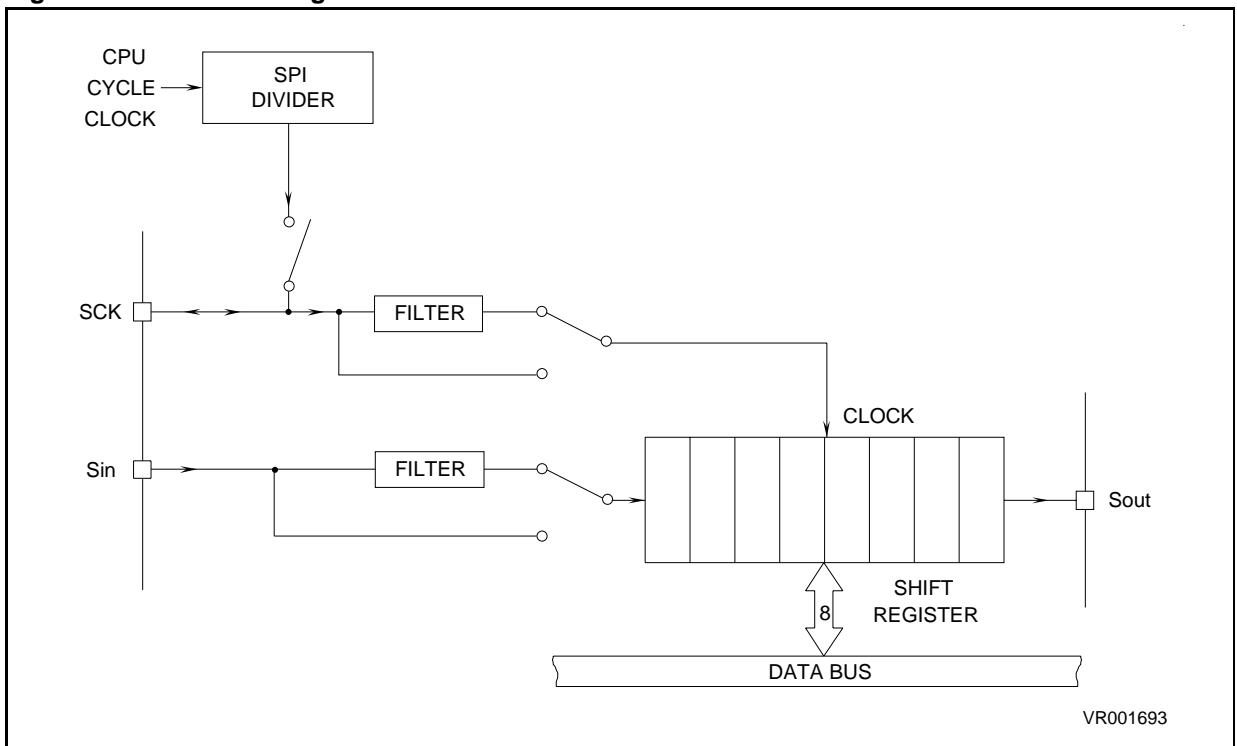 CPU
CYCLE
CLOCK
SPI
DIVIDER
SCK
FILTER
CLOCK
Sin
FILTER
Sout
SHIFT
REGISTER
8
DATA BUS
VR001693